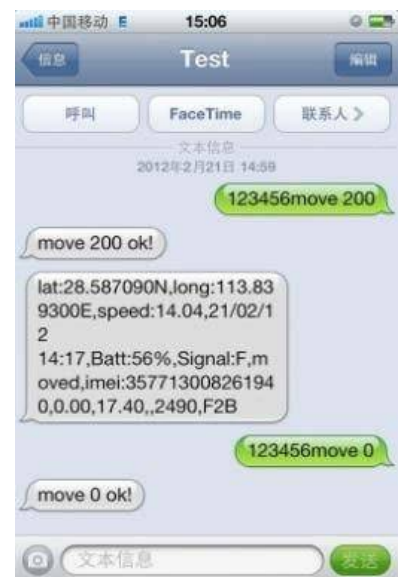 中国移动 E 15:06
信息 Test 编辑
呼叫 FaceTime 联系人
文本信息
2012年2月21日 14:59
123456move 200
move 200 ok!
lat:28.587090N,long:113.83
9300E,speed:14.04,21/02/1
2
14:17,Batt:56%,Signal:F,m
oved,imei:35771300826194
0,0.00,17.40,,2490,F2B
123456move 0
move 0 ok!
文本信息 发送